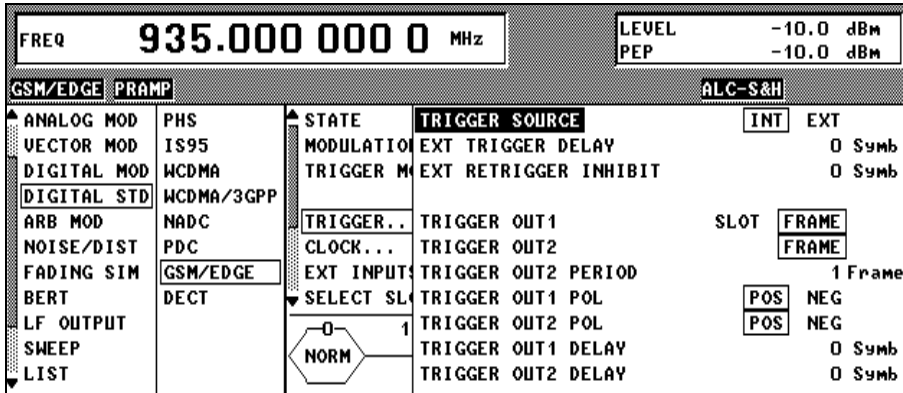 FREQ 935.000 000 0 MHz
LEVEL -10.0 dBm
PEP -10.0 dBm
GSM/EDGE PRAMP ALC-S&H
ANALOG MOD
VECTOR MOD
DIGITAL MOD
DIGITAL STD
ARB MOD
NOISE/DIST
FADING SIM
BERT
LF OUTPUT
SWEEP
LIST
PHS
IS95
WCDMA
WCDMA/3GPP
NADC
PDC
GSM/EDGE
DECT
STATE
MODULATIO
TRIGGER M
TRIGGER..
CLOCK...
EXT INPUTS
SELECT SL
0 1
NORM
TRIGGER SOURCE INT EXT
EXT TRIGGER DELAY 0 Symb
EXT RETRIGGER INHIBIT 0 Symb
TRIGGER OUT1 SLOT FRAME
TRIGGER OUT2 FRAME
TRIGGER OUT2 PERIOD 1 Frame
TRIGGER OUT1 POL POS NEG
TRIGGER OUT2 POL POS NEG
TRIGGER OUT1 DELAY 0 Symb
TRIGGER OUT2 DELAY 0 Symb